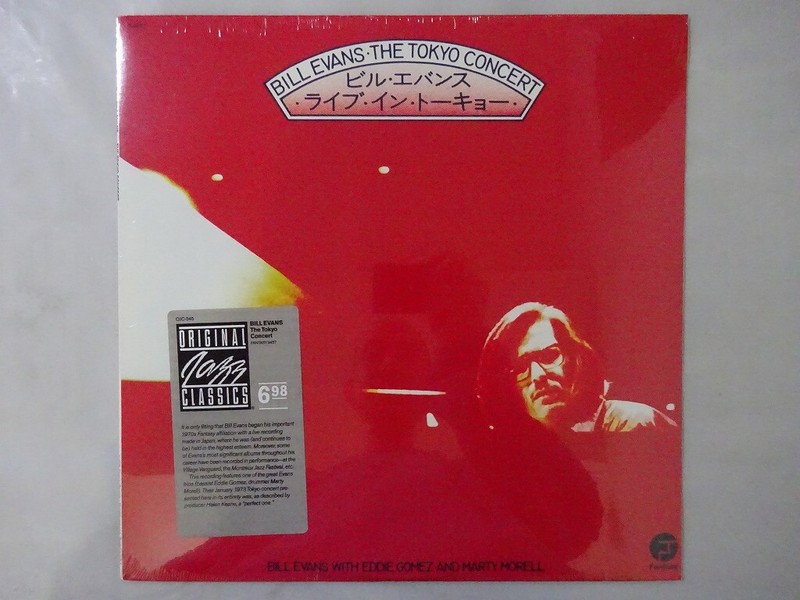 BILL EVANS·THE TOKYO CONCERT
ビル・エバンス
・ライブ・イン・トーキョー・
OJC-345
ORIGINAL
Jazz
CLASSICS
BILL EVANS
The Tokyo
Concert
FANTASY 9457
6.98
It is only fitting that Bill Evans began his important
1970s Fantasy affiliation with a live recording
made in Japan, where he was (and continues to
be) held in the highest esteem. Moreover, some
of Evans's most significant albums throughout his
career have been recorded in performance—at the
Village Vanguard, the Montreux Jazz Festival, etc.
This recording features one of the great Evans
trios (bassist Eddie Gomez, drummer Marty
Morell). Their January 1973 Tokyo concert pre-
sented here in its entirety was, as described by
producer Helen Keane, a "perfect one."
BILL EVANS WITH EDDIE GOMEZ AND MARTY MORELL
Fantasy